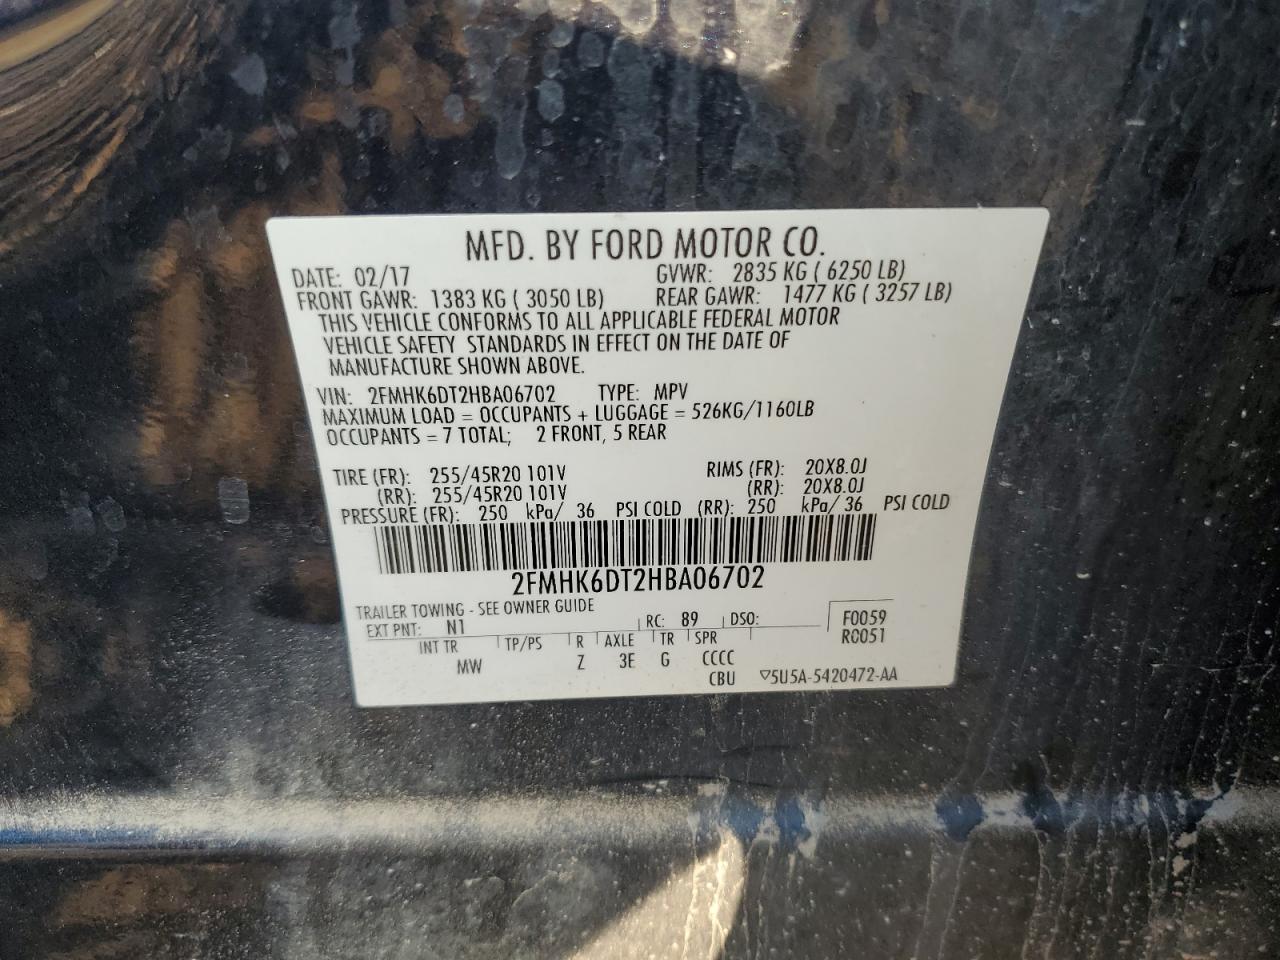 MFD. BY FORD MOTOR CO.
DATE: 02/17 GVWR: 2835 KG ( 6250 LB)
FRONT GAWR: 1383 KG ( 3050 LB) REAR GAWR: 1477 KG ( 3257 LB)
THIS VEHICLE CONFORMS TO ALL APPLICABLE FEDERAL MOTOR
VEHICLE SAFETY STANDARDS IN EFFECT ON THE DATE OF
MANUFACTURE SHOWN ABOVE.
VIN: 2FMHK6DT2HBA06702 TYPE: MPV
MAXIMUM LOAD = OCCUPANTS + LUGGAGE = 526KG/1160LB
OCCUPANTS = 7 TOTAL; 2 FRONT, 5 REAR
TIRE (FR): 255/45R20 101V RIMS (FR): 20X8.0J
(RR): 255/45R20 101V (RR): 20X8.0J
PRESSURE (FR): 250 kPa/ 36 PSI COLD (RR): 250 kPa/ 36 PSI COLD
2FMHK6DT2HBA06702
TRAILER TOWING - SEE OWNER GUIDE
EXT PNT: N1 RC: 89 DSO: F0059
R0051
INT TR TP/PS R AXLE TR SPR
MW Z 3E G CCCC
CBU ▽5U5A-5420472-AA